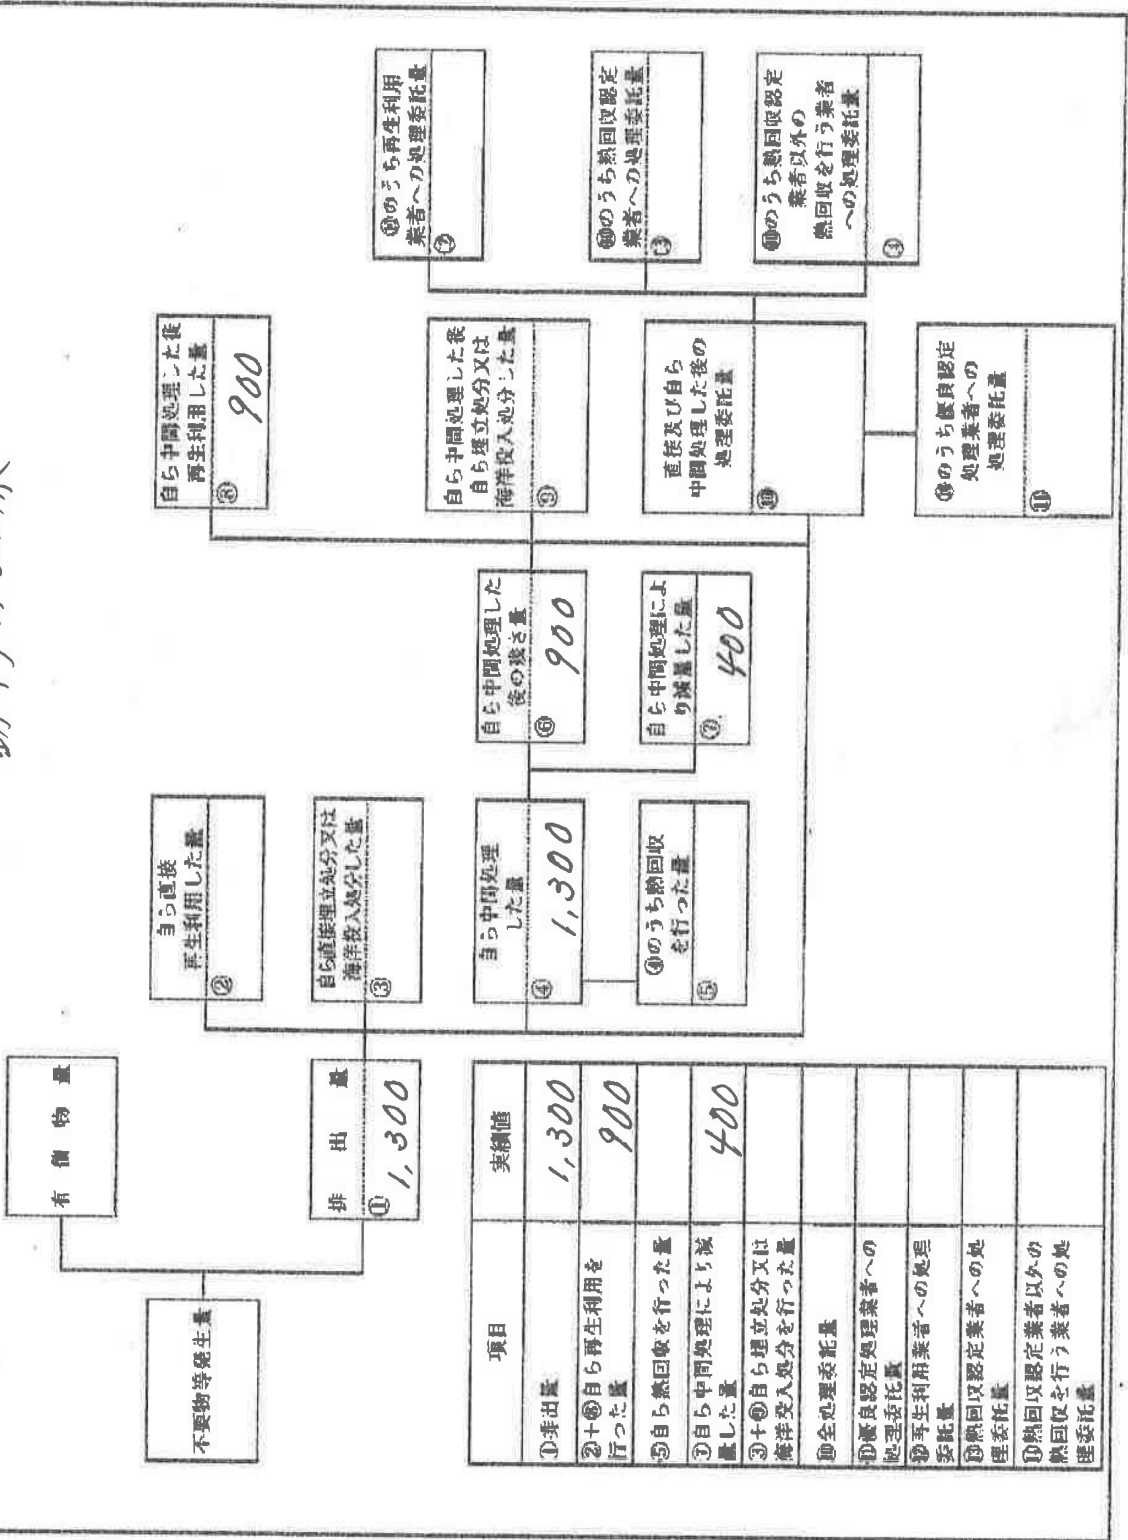 不要物等発生量
有償物量
排出量
① 1,300
自ら直接
再生利用した量
②
自ら直接埋立処分又は
海洋投入処分した量
③
自ら中間処理
した量
④ 1,300
④のうち熱回収
を行った量
⑤
自ら中間処理した
後の残さ量
⑥ 900
自ら中間処理によ
り減量した量
⑦ 400
自ら中間処理した後
再生利用した量
⑧ 900
自ら中間処理した後
自ら埋立処分又は
海洋投入処分した量
⑨
直接及び自ら
中間処理した後の
処理委託量
⑩
⑩のうち優良認定
処理業者への
処理委託量
⑪
⑩のうち再生利用
業者への処理委託量
⑫
⑩のうち熱回収認定
業者への処理委託量
⑬
⑩のうち熱回収認定
業者以外の
熱回収を行う業者
への処理委託量
⑭
項目 実績値
①排出量 1,300
②+⑧自ら再生利用を
行った量 900
⑤自ら熱回収を行った量
⑦自ら中間処理により減
量した量 400
③+⑨自ら埋立処分又は
海洋投入処分を行った量
⑩全処理委託量
⑪優良認定処理業者への
処理委託量
⑫再生利用業者への処理
委託量
⑬熱回収認定業者への処
理委託量
⑭熱回収認定業者以外の
熱回収を行う業者への処
理委託量